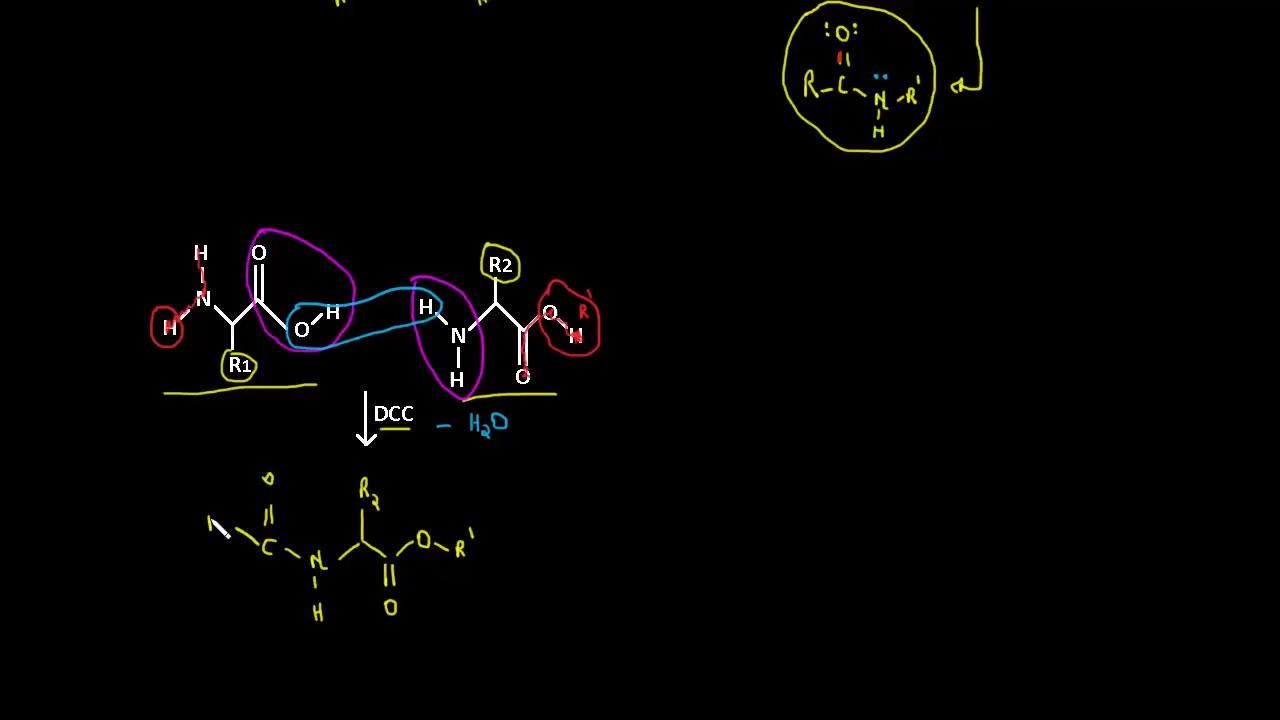 :O:
R-C-N-R'
H
H
O
R2
H
N
O
H
H
N
O
R'
H
R1
H
O
DCC
- H2O
O
R2
C
N
O-R'
H
O